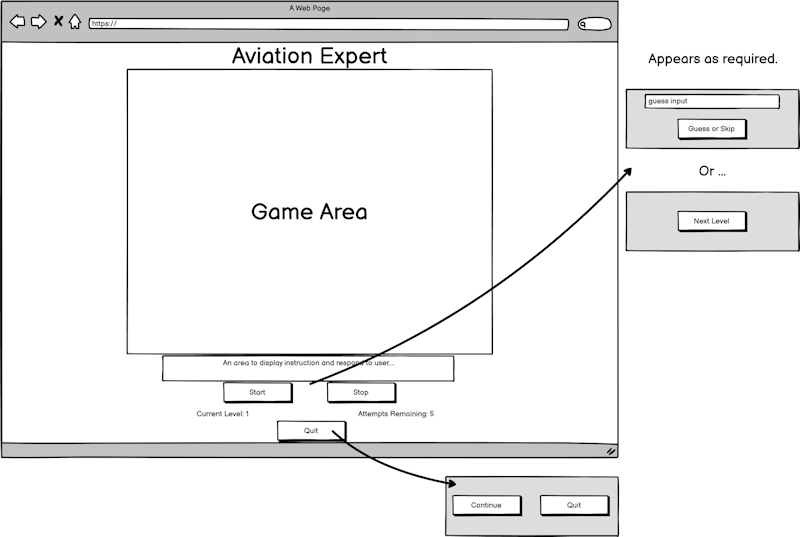 A Web Page
https://
Aviation Expert
Game Area
An area to display instruction and respond to user...
Start
Stop
Current Level: 1
Attempts Remaining: 5
Quit
Appears as required.
guess input
Guess or Skip
Or ...
Next Level
Continue
Quit